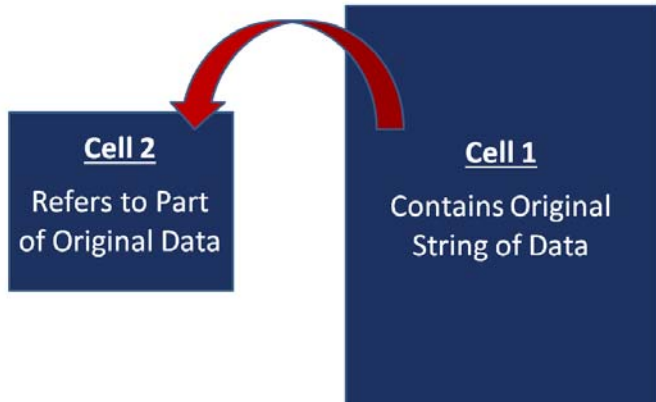 Cell 2
Refers to Part
of Original Data
Cell 1
Contains Original
String of Data